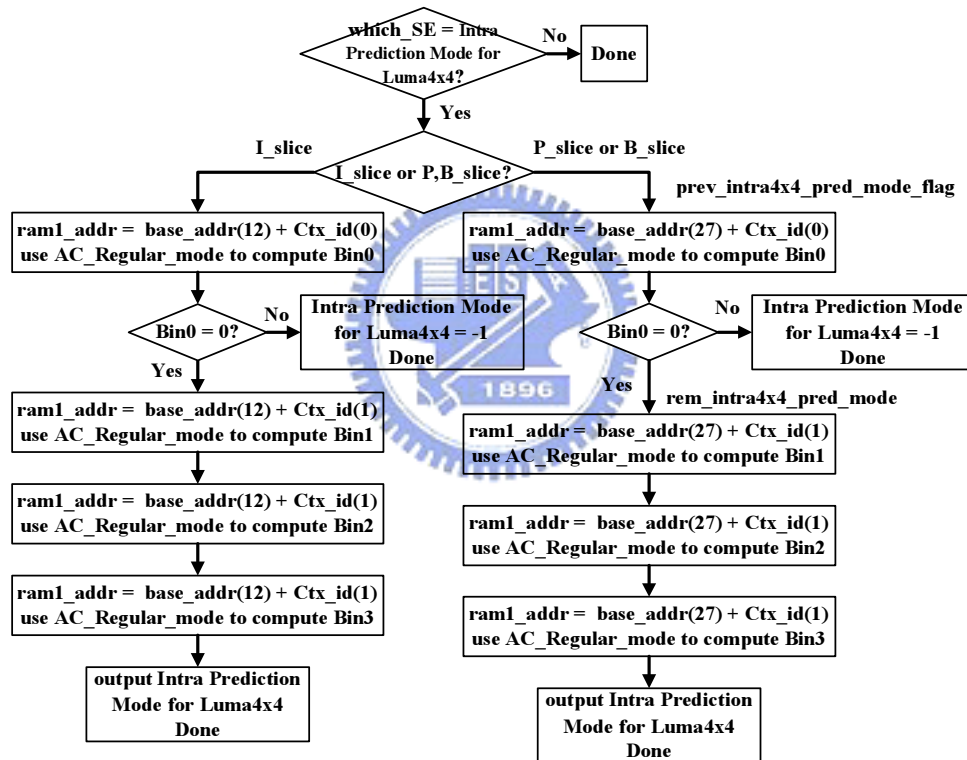 which_SE = Intra
Prediction Mode for
Luma4x4?
No
Done
Yes
I_slice
I_slice or P,B_slice?
P_slice or B_slice
prev_intra4x4_pred_mode_flag
ram1_addr = base_addr(12) + Ctx_id(0)
use AC_Regular_mode to compute Bin0
Bin0 = 0?
No
Intra Prediction Mode
for Luma4x4 = -1
Done
Yes
ram1_addr = base_addr(12) + Ctx_id(1)
use AC_Regular_mode to compute Bin1
ram1_addr = base_addr(12) + Ctx_id(1)
use AC_Regular_mode to compute Bin2
ram1_addr = base_addr(12) + Ctx_id(1)
use AC_Regular_mode to compute Bin3
output Intra Prediction
Mode for Luma4x4
Done
ram1_addr = base_addr(27) + Ctx_id(0)
use AC_Regular_mode to compute Bin0
Bin0 = 0?
No
Intra Prediction Mode
for Luma4x4 = -1
Done
Yes
rem_intra4x4_pred_mode
ram1_addr = base_addr(27) + Ctx_id(1)
use AC_Regular_mode to compute Bin1
ram1_addr = base_addr(27) + Ctx_id(1)
use AC_Regular_mode to compute Bin2
ram1_addr = base_addr(27) + Ctx_id(1)
use AC_Regular_mode to compute Bin3
output Intra Prediction
Mode for Luma4x4
Done
ES
1896